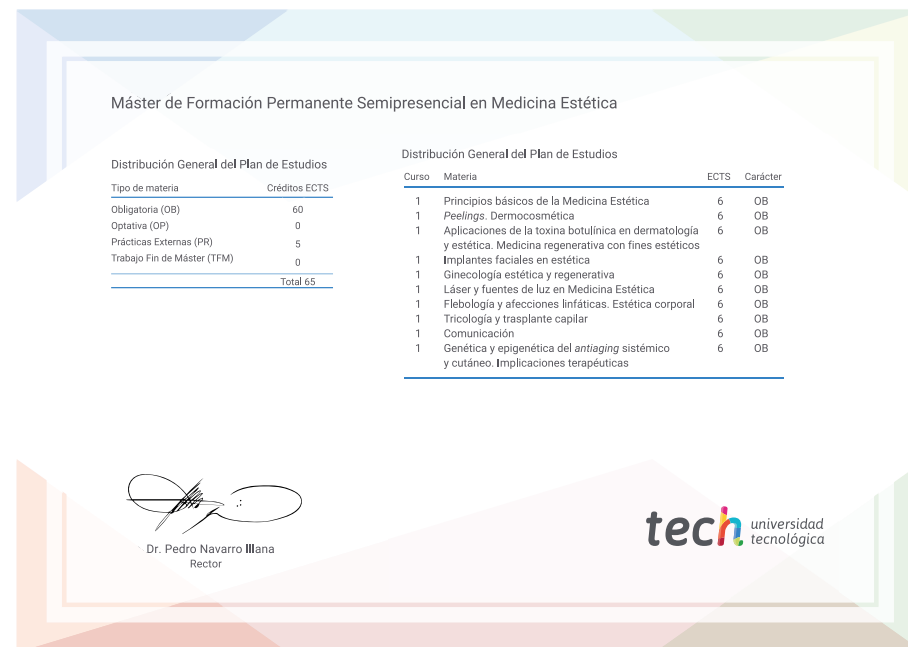 Máster de Formación Permanente Semipresencial en Medicina Estética
Distribución General del Plan de Estudios
Tipo de materia Créditos ECTS
Obligatoria (OB) 60
Optativa (OP) 0
Prácticas Externas (PR) 5
Trabajo Fin de Máster (TFM) 0
Total 65
Distribución General del Plan de Estudios
Curso Materia ECTS Carácter
1 Principios básicos de la Medicina Estética 6 OB
1 Peelings. Dermocosmética 6 OB
1 Aplicaciones de la toxina botulínica en dermatología 6 OB
y estética. Medicina regenerativa con fines estéticos
1 Implantes faciales en estética 6 OB
1 Ginecología estética y regenerativa 6 OB
1 Láser y fuentes de luz en Medicina Estética 6 OB
1 Flebología y afecciones linfáticas. Estética corporal 6 OB
1 Tricología y trasplante capilar 6 OB
1 Comunicación 6 OB
1 Genética y epigenética del antiaging sistémico 6 OB
y cutáneo. Implicaciones terapéuticas
Dr. Pedro Navarro Illana
Rector
tech universidad
tecnológica